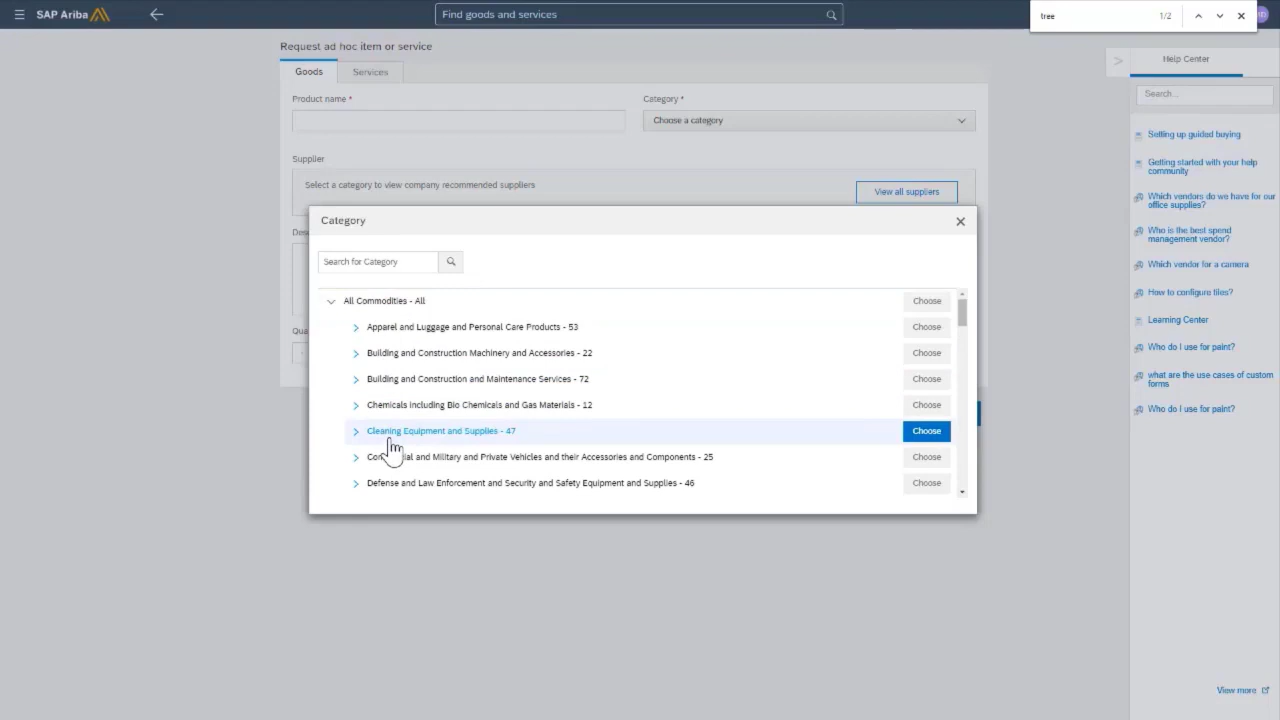 SAP Ariba
Find goods and services
tree
1/2
Request ad hoc item or service
Goods
Services
Product name *
Category *
Choose a category
Supplier
Select a category to view company recommended suppliers
View all suppliers
Des
Qua
Category
Search for Category
All Commodities - All
Choose
Apparel and Luggage and Personal Care Products - 53
Choose
Building and Construction Machinery and Accessories - 22
Choose
Building and Construction and Maintenance Services - 72
Choose
Chemicals including Bio Chemicals and Gas Materials - 12
Choose
Cleaning Equipment and Supplies - 47
Choose
and Military and Private Vehicles and their Accessories and Components - 25
Choose
Defense and Law Enforcement and Security and Safety Equipment and Supplies - 46
Choose
Help Center
Search...
Setting up guided buying
Getting started with your help
community
Which vendors do we have for our
office supplies?
Who is the best spend
management vendor?
Which vendor for a camera
How to configure tiles?
Learning Center
Who do I use for paint?
what are the use cases of custom
forms
Who do I use for paint?
View more